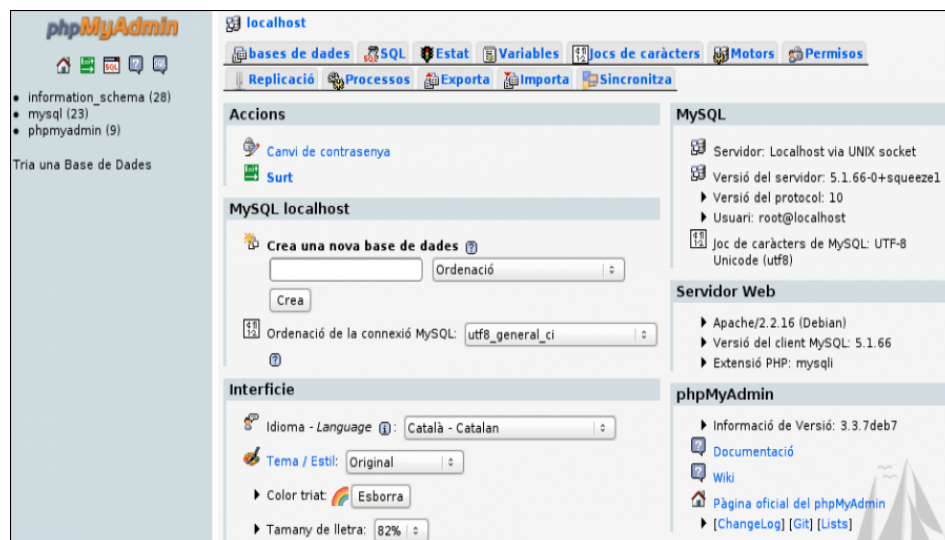 phpMyAdmin
SQL
information_schema (28)
mysql (23)
phpmyadmin (9)
Tria una Base de Dades
localhost
bases de dades SQL Estat Variables Jocs de caràcters Motors Permisos
Replicació Processos Exporta Importa Sincronitza
Accions
Canvi de contrasenya
Surt
MySQL localhost
Crea una nova base de dades
Ordenació
Crea
Ordenació de la connexió MySQL: utf8_general_ci
Interficie
Idioma - Language : Català - Catalan
Tema / Estil: Original
Color triat: Esborra
Tamany de lletra: 82%
MySQL
Servidor: Localhost via UNIX socket
Versió del servidor: 5.1.66-0+squeeze1
Versió del protocol: 10
Usuari: root@localhost
Joc de caràcters de MySQL: UTF-8
Unicode (utf8)
Servidor Web
Apache/2.2.16 (Debian)
Versió del client MySQL: 5.1.66
Extensió PHP: mysqli
phpMyAdmin
Informació de Versió: 3.3.7deb7
Documentació
Wiki
Pàgina oficial del phpMyAdmin
[ChangeLog] [Git] [Lists]